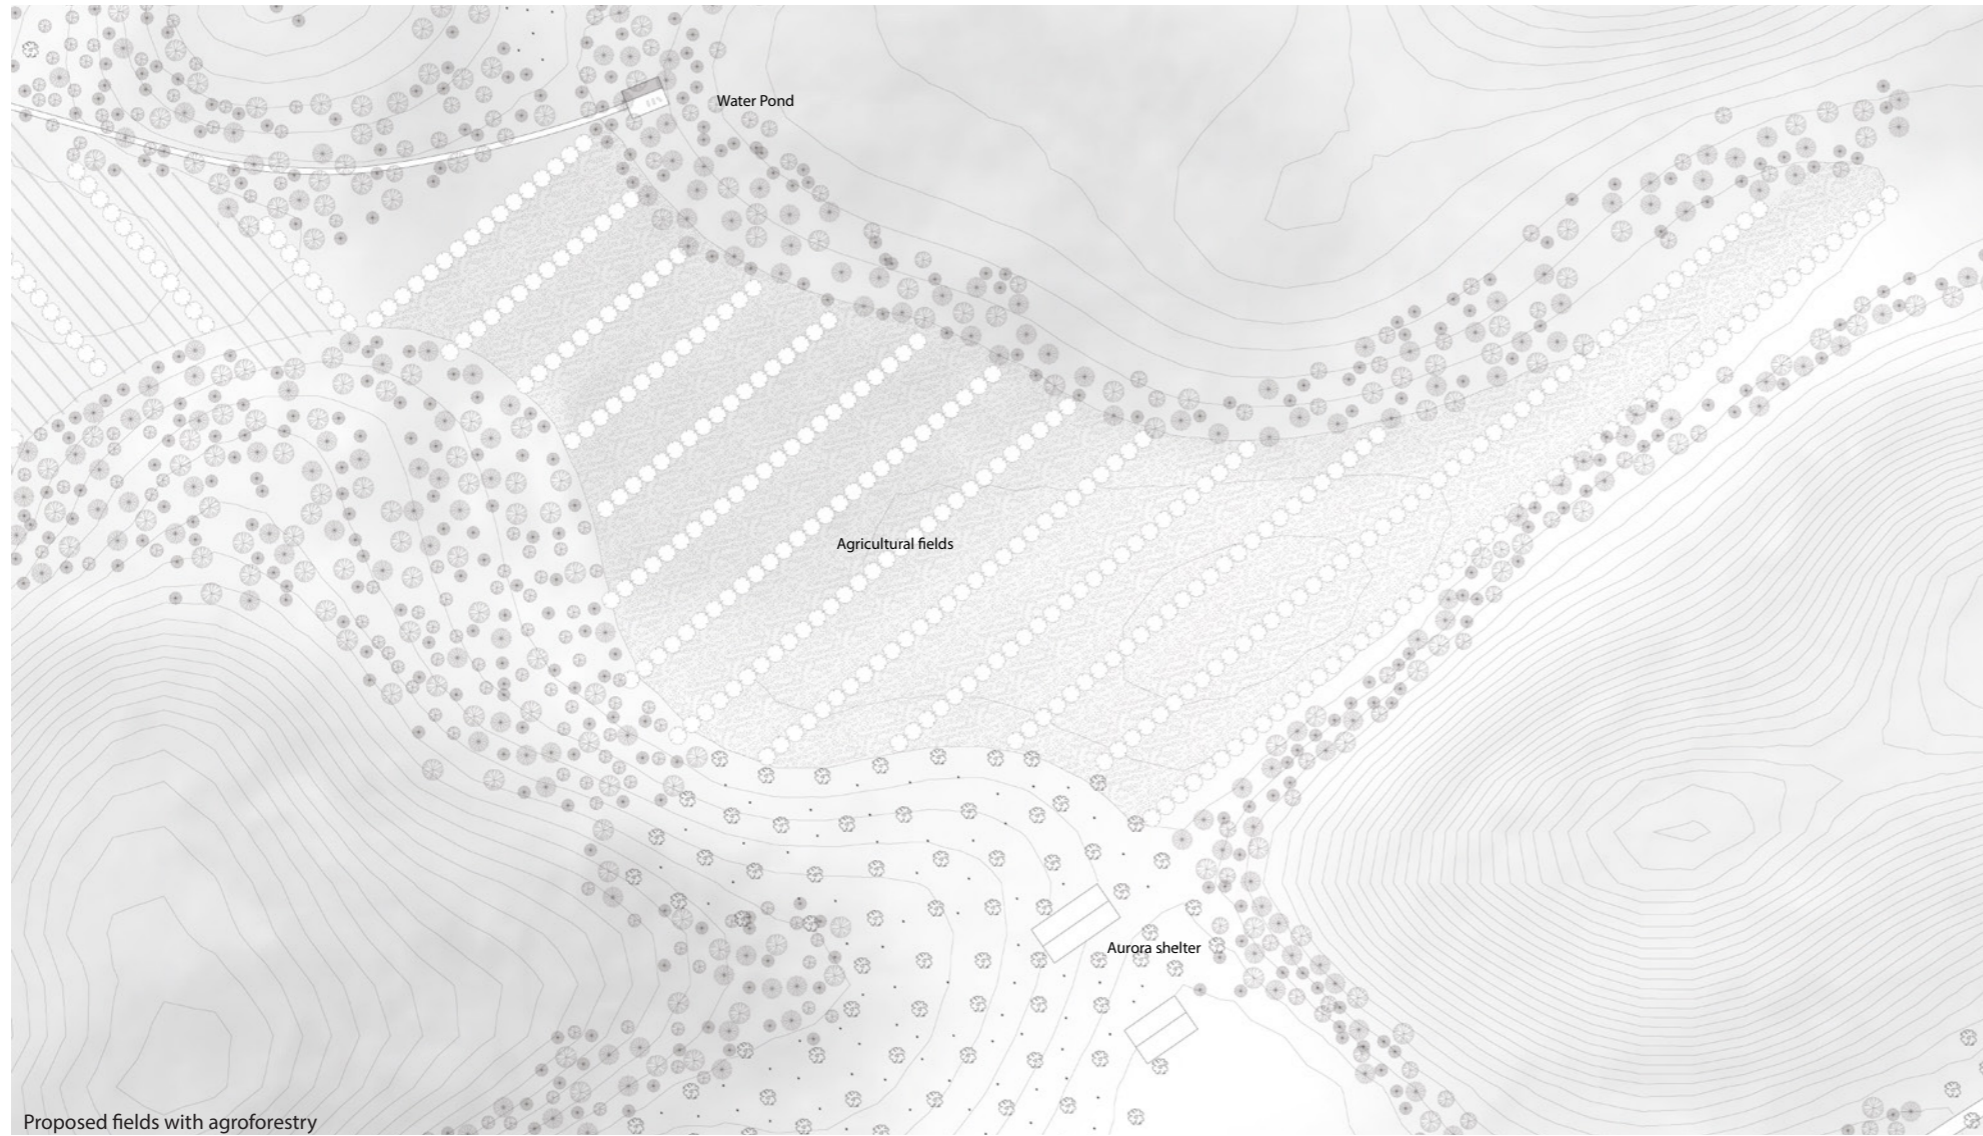 Water Pond
Agricultural fields
Aurora shelter
Proposed fields with agroforestry